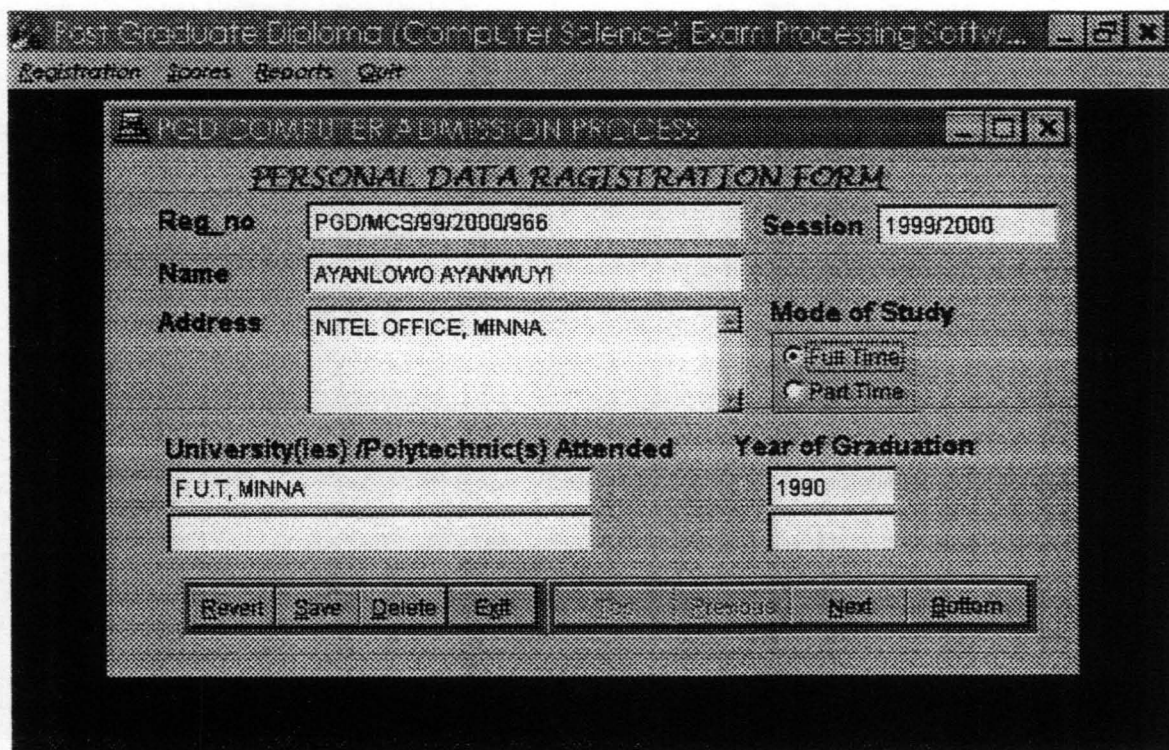 Post Graduate Diploma (Computer Science) Exam Processing Softw...
Registration Scores Reports Quit
PGD COMPUTER ADMISSION PROCESS
PERSONAL DATA RAGISTRATION FORM
Reg_no PGD/MCS/99/2000/966 Session 1999/2000
Name AYANLOWO AYANWUYI
Address NITEL OFFICE, MINNA. Mode of Study
Full Time
Part Time
University(ies) /Polytechnic(s) Attended Year of Graduation
F.U.T, MINNA 1990
Revert Save Delete Exit Top Previous Next Buttom